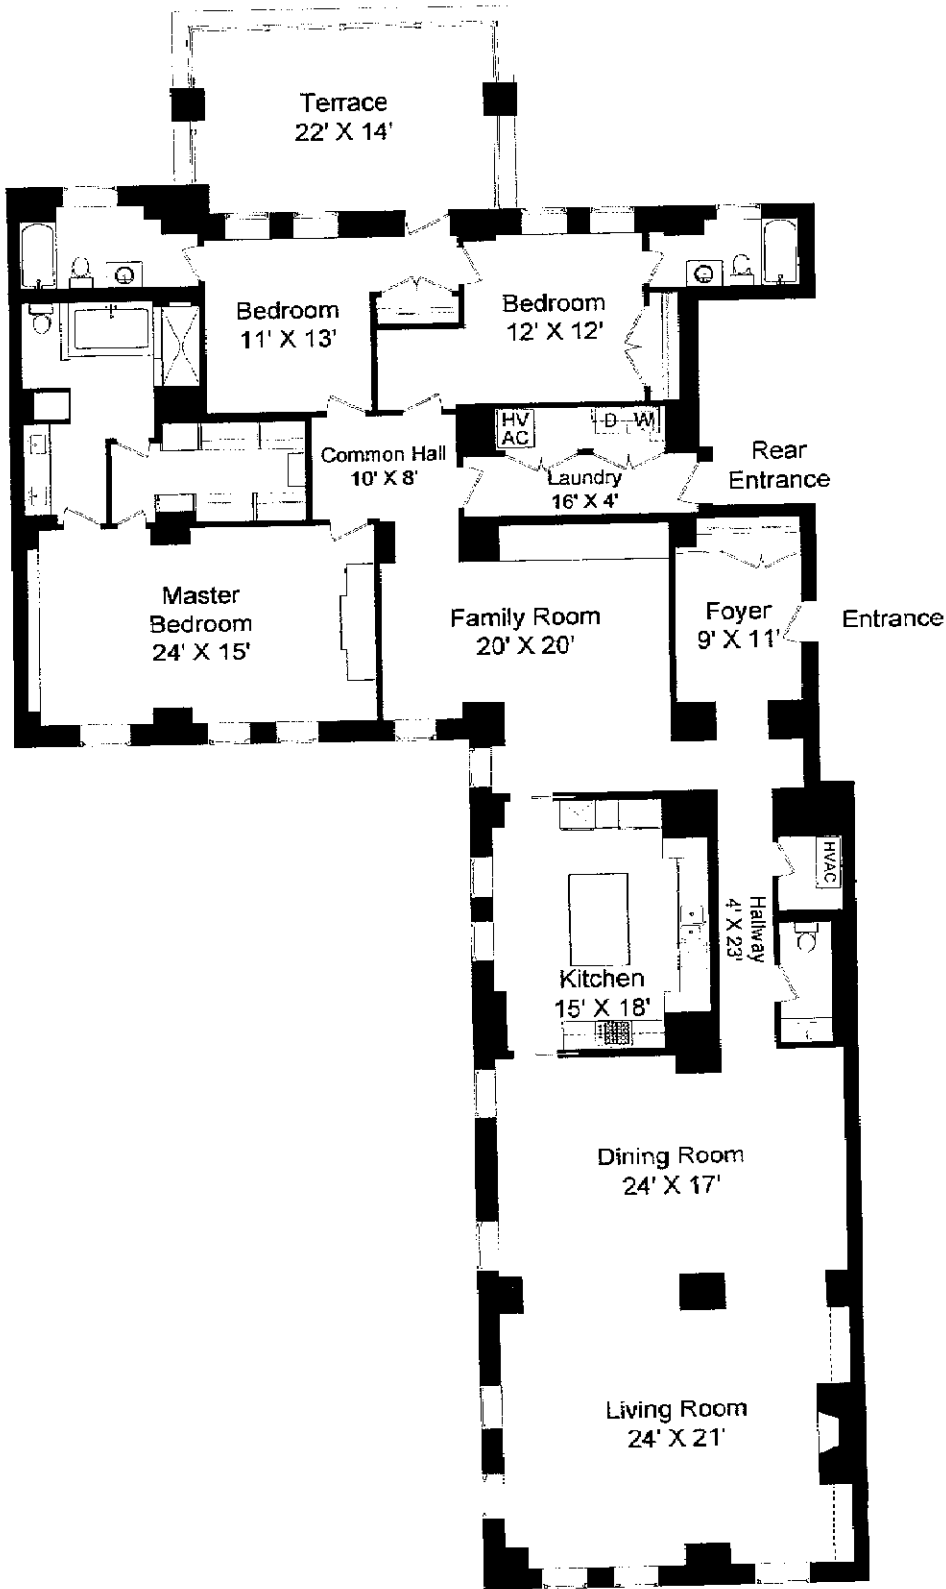 Terrace
22' X 14'
Bedroom
11' X 13'
Bedroom
12' X 12'
HV
AC
D W
Common Hall
10' X 8'
Laundry
16' X 4'
Rear
Entrance
Master
Bedroom
24' X 15'
Family Room
20' X 20'
Foyer
9' X 11'
Entrance
HVAC
Hallway
4' X 23'
Kitchen
15' X 18'
Dining Room
24' X 17'
Living Room
24' X 21'